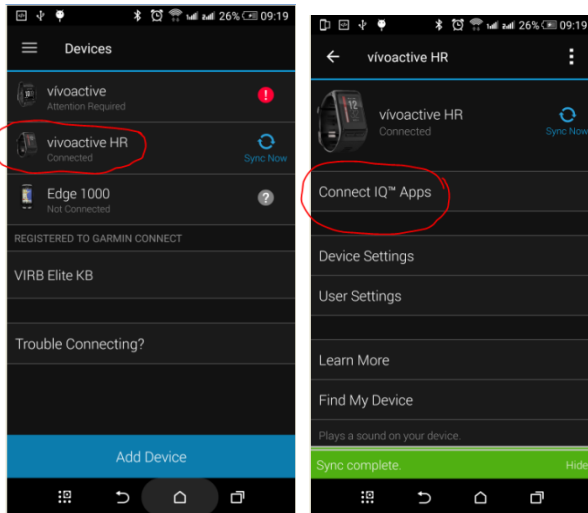 26% 09:19
Devices
vívoactive
Attention Required
vivoactive HR
Connected
Sync Now
Edge 1000
Not Connected
REGISTERED TO GARMIN CONNECT
VIRB Elite KB
Trouble Connecting?
Add Device
26% 09:19
vívoactive HR
vívoactive HR
Connected
Sync Now
Connect IQ™ Apps
Device Settings
User Settings
Learn More
Find My Device
Plays a sound on your device.
Sync complete.
Hide